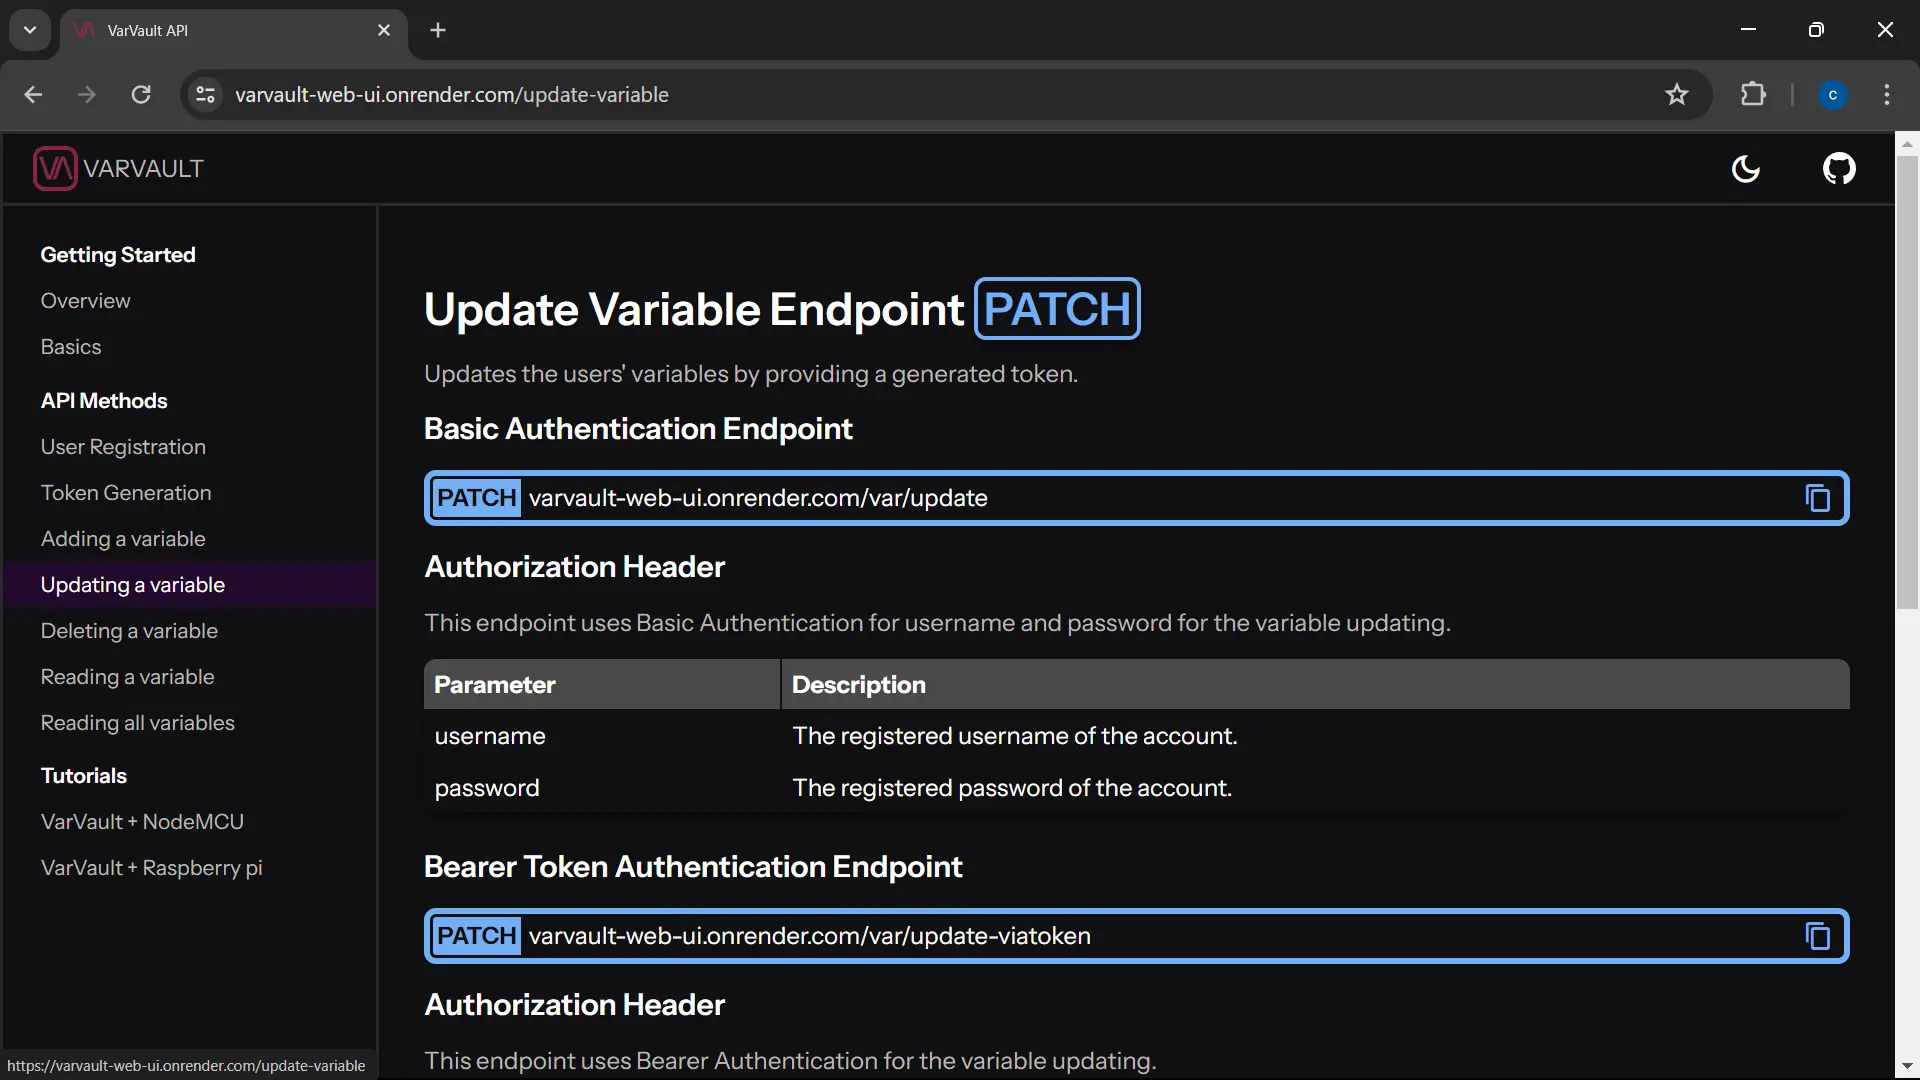 VarVault API
varvault-web-ui.onrender.com/update-variable
C
VA VARVAULT
Getting Started
Overview
Basics
API Methods
User Registration
Token Generation
Adding a variable
Updating a variable
Deleting a variable
Reading a variable
Reading all variables
Tutorials
VarVault + NodeMCU
VarVault + Raspberry pi
Update Variable Endpoint PATCH
Updates the users' variables by providing a generated token.
Basic Authentication Endpoint
PATCH varvault-web-ui.onrender.com/var/update
Authorization Header
This endpoint uses Basic Authentication for username and password for the variable updating.
Parameter Description
username The registered username of the account.
password The registered password of the account.
Bearer Token Authentication Endpoint
PATCH varvault-web-ui.onrender.com/var/update-viatoken
Authorization Header
This endpoint uses Bearer Authentication for the variable updating.
https://varvault-web-ui.onrender.com/update-variable